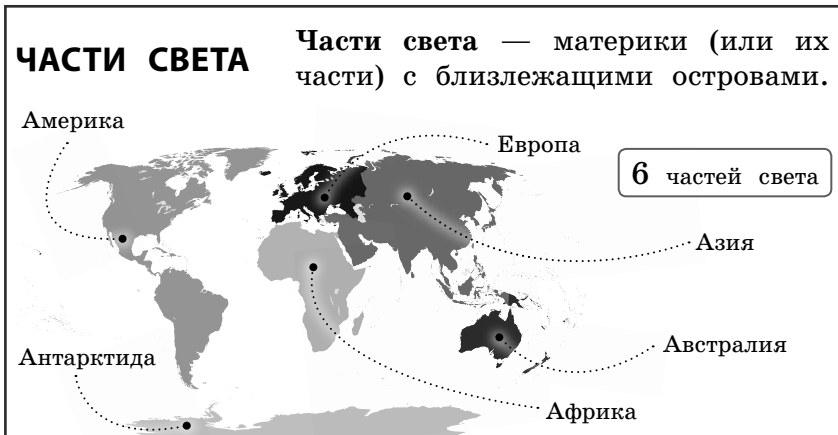 ЧАСТИ СВЕТА
Части света — материки (или их
части) с близлежащими островами.
Америка
Европа
6 частей света
Азия
Антарктида
Австралия
Африка